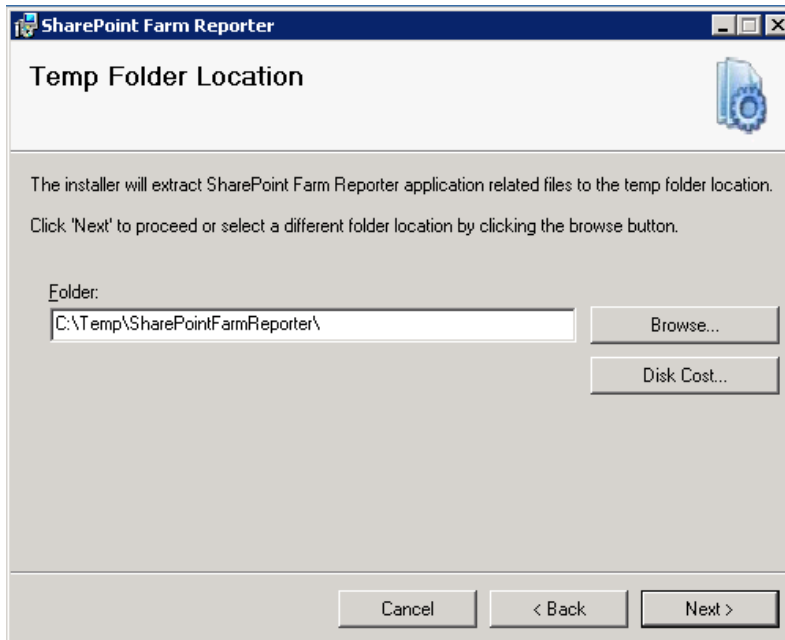 SharePoint Farm Reporter
Temp Folder Location
The installer will extract SharePoint Farm Reporter application related files to the temp folder location.
Click 'Next' to proceed or select a different folder location by clicking the browse button.
Folder:
C:\Temp\SharePointFarmReporter\
Browse...
Disk Cost...
Cancel
< Back
Next >